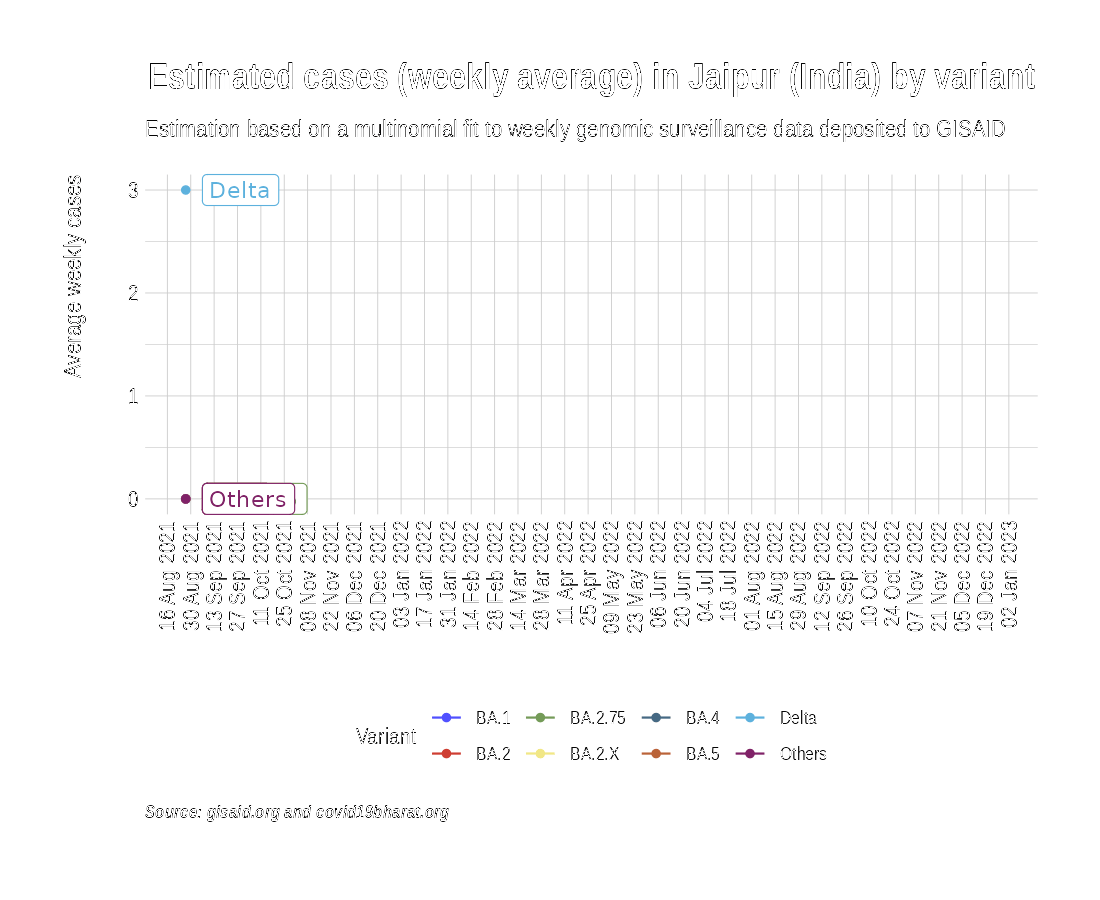 Estimated cases (weekly average) in Jaipur (India) by variant
Estimation based on a multinomial fit to weekly genomic surveillance data deposited to GISAID
Average weekly cases
3
Delta
2
1
0
Others
16 Aug 2021
30 Aug 2021
13 Sep 2021
27 Sep 2021
11 Oct 2021
25 Oct 2021
08 Nov 2021
22 Nov 2021
06 Dec 2021
20 Dec 2021
03 Jan 2022
17 Jan 2022
31 Jan 2022
14 Feb 2022
28 Feb 2022
14 Mar 2022
28 Mar 2022
11 Apr 2022
25 Apr 2022
09 May 2022
23 May 2022
06 Jun 2022
20 Jun 2022
04 Jul 2022
18 Jul 2022
01 Aug 2022
15 Aug 2022
29 Aug 2022
12 Sep 2022
26 Sep 2022
10 Oct 2022
24 Oct 2022
07 Nov 2022
21 Nov 2022
05 Dec 2022
19 Dec 2022
02 Jan 2023
Variant
BA.1 BA.2.75 BA.4 Delta
BA.2 BA.2.X BA.5 Others
Source: gisaid.org and covid19bharat.org